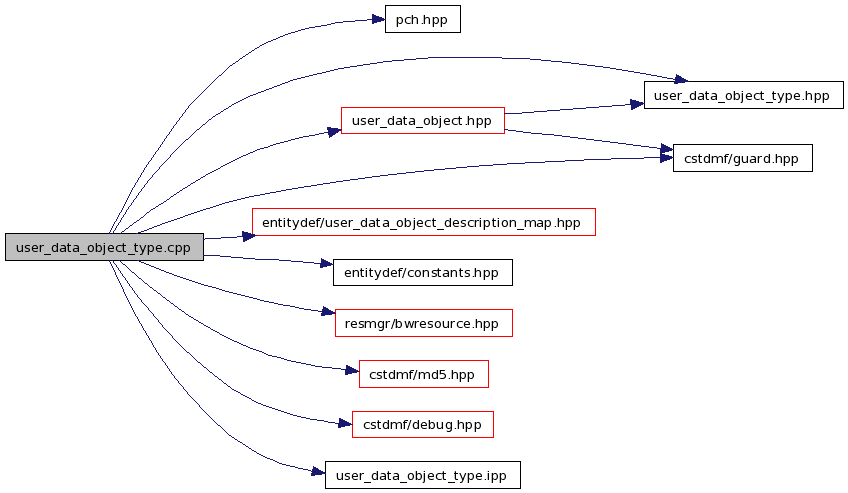 pch.hpp
user_data_object_type.hpp
user_data_object.hpp
cstdmf/guard.hpp
entitydef/user_data_object_description_map.hpp
user_data_object_type.cpp
entitydef/constants.hpp
resmgr/bwresource.hpp
cstdmf/md5.hpp
cstdmf/debug.hpp
user_data_object_type.ipp